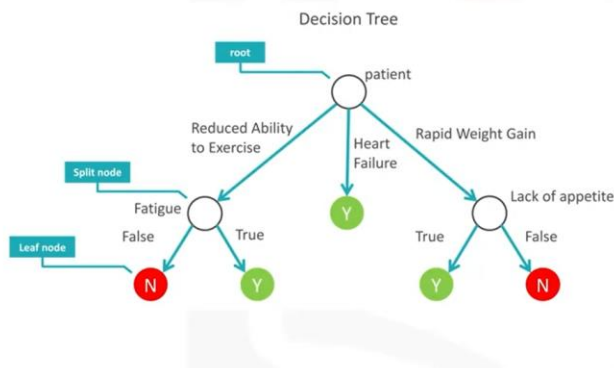 Decision Tree
root
patient
Reduced Ability
to Exercise
Heart
Failure
Rapid Weight Gain
Split node
Fatigue
Y
Lack of appetite
False
True
True
False
Leaf node
N
Y
Y
N